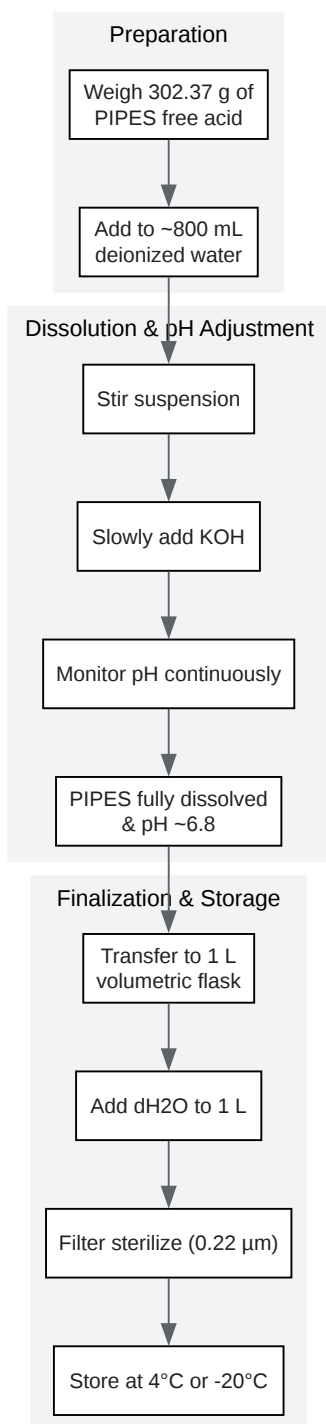 Preparation
Weigh 302.37 g of
PIPES free acid
Add to ~800 mL
deionized water
Dissolution & pH Adjustment
Stir suspension
Slowly add KOH
Monitor pH continuously
PIPES fully dissolved
& pH ~6.8
Finalization & Storage
Transfer to 1 L
volumetric flask
Add dH2O to 1 L
Filter sterilize (0.22 µm)
Store at 4°C or -20°C